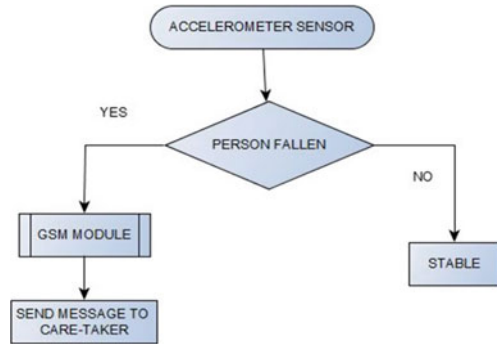 ACCELEROMETER SENSOR
YES
PERSON FALLEN
NO
GSM MODULE
STABLE
SEND MESSAGE TO
CARE-TAKER